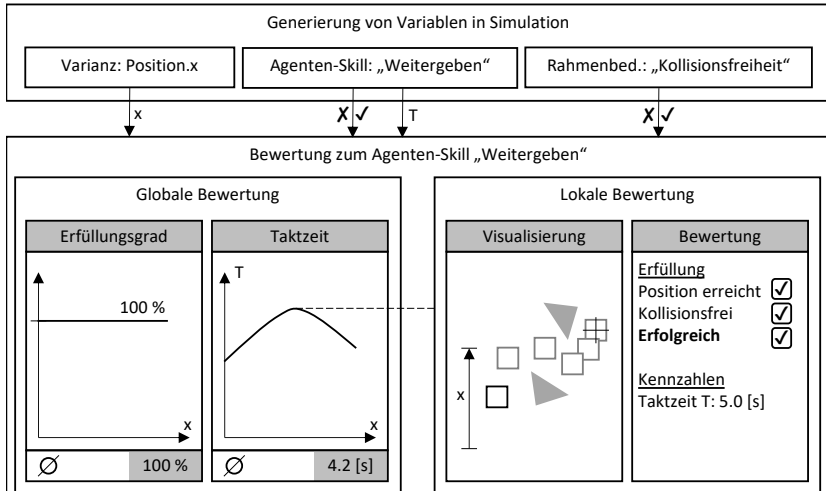 Generierung von Variablen in Simulation
Varianz: Position.x
Agenten-Skill: „Weitergeben“
Rahmenbed.: „Kollisionsfreiheit“
x
✗ ✓
T
✗ ✓
Bewertung zum Agenten-Skill „Weitergeben“
Globale Bewertung
Lokale Bewertung
Erfüllungsgrad
Taktzeit
Visualisierung
Bewertung
100 %
x
∅
100 %
T
x
∅
4.2 [s]
x
Erfüllung
Position erreicht ✓
Kollisionsfrei ✓
Erfolgreich ✓
Kennzahlen
Taktzeit T: 5.0 [s]